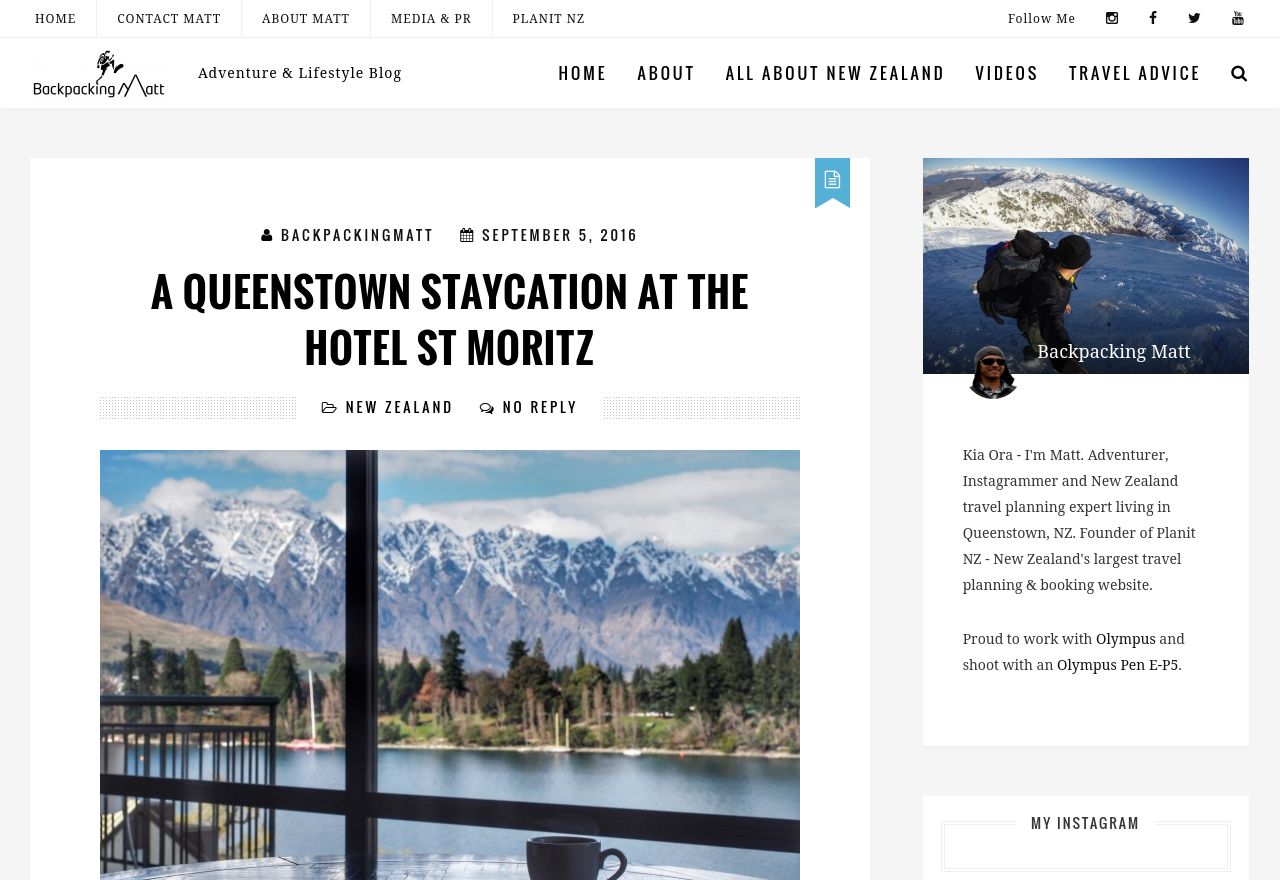 HOME CONTACT MATT ABOUT MATT MEDIA & PR PLANIT NZ Follow Me
Backpacking Matt
Adventure & Lifestyle Blog
HOME ABOUT ALL ABOUT NEW ZEALAND VIDEOS TRAVEL ADVICE
BACKPACKINGMATT SEPTEMBER 5, 2016
A QUEENSTOWN STAYCATION AT THE
HOTEL ST MORITZ
NEW ZEALAND NO REPLY
Backpacking Matt
Kia Ora - I'm Matt. Adventurer,
Instagrammer and New Zealand
travel planning expert living in
Queenstown, NZ. Founder of Planit
NZ - New Zealand's largest travel
planning & booking website.
Proud to work with Olympus and
shoot with an Olympus Pen E-P5.
MY INSTAGRAM